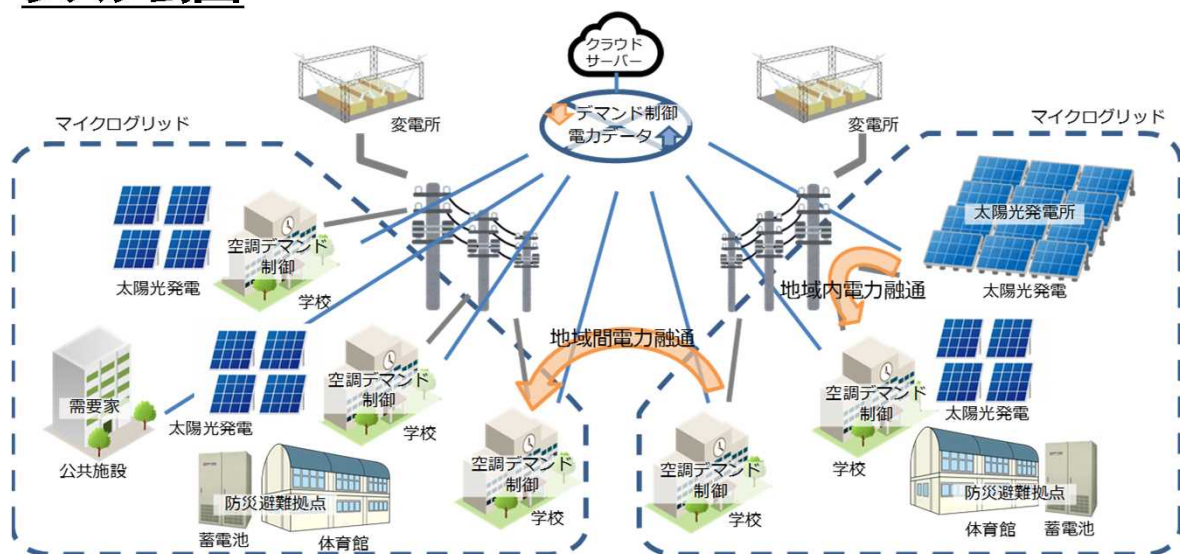 クラウド
サーバー
デマンド制御
電力データ
変電所
変電所
マイクログリッド
マイクログリッド
太陽光発電
空調デマンド
制御
学校
太陽光発電所
太陽光発電
地域内電力融通
地域間電力融通
需要家
公共施設
太陽光発電
空調デマンド
制御
学校
空調デマンド
制御
学校
太陽光発電
防災避難拠点
蓄電池
体育館
空調デマンド
制御
学校
空調デマンド
制御
学校
防災避難拠点
体育館
蓄電池